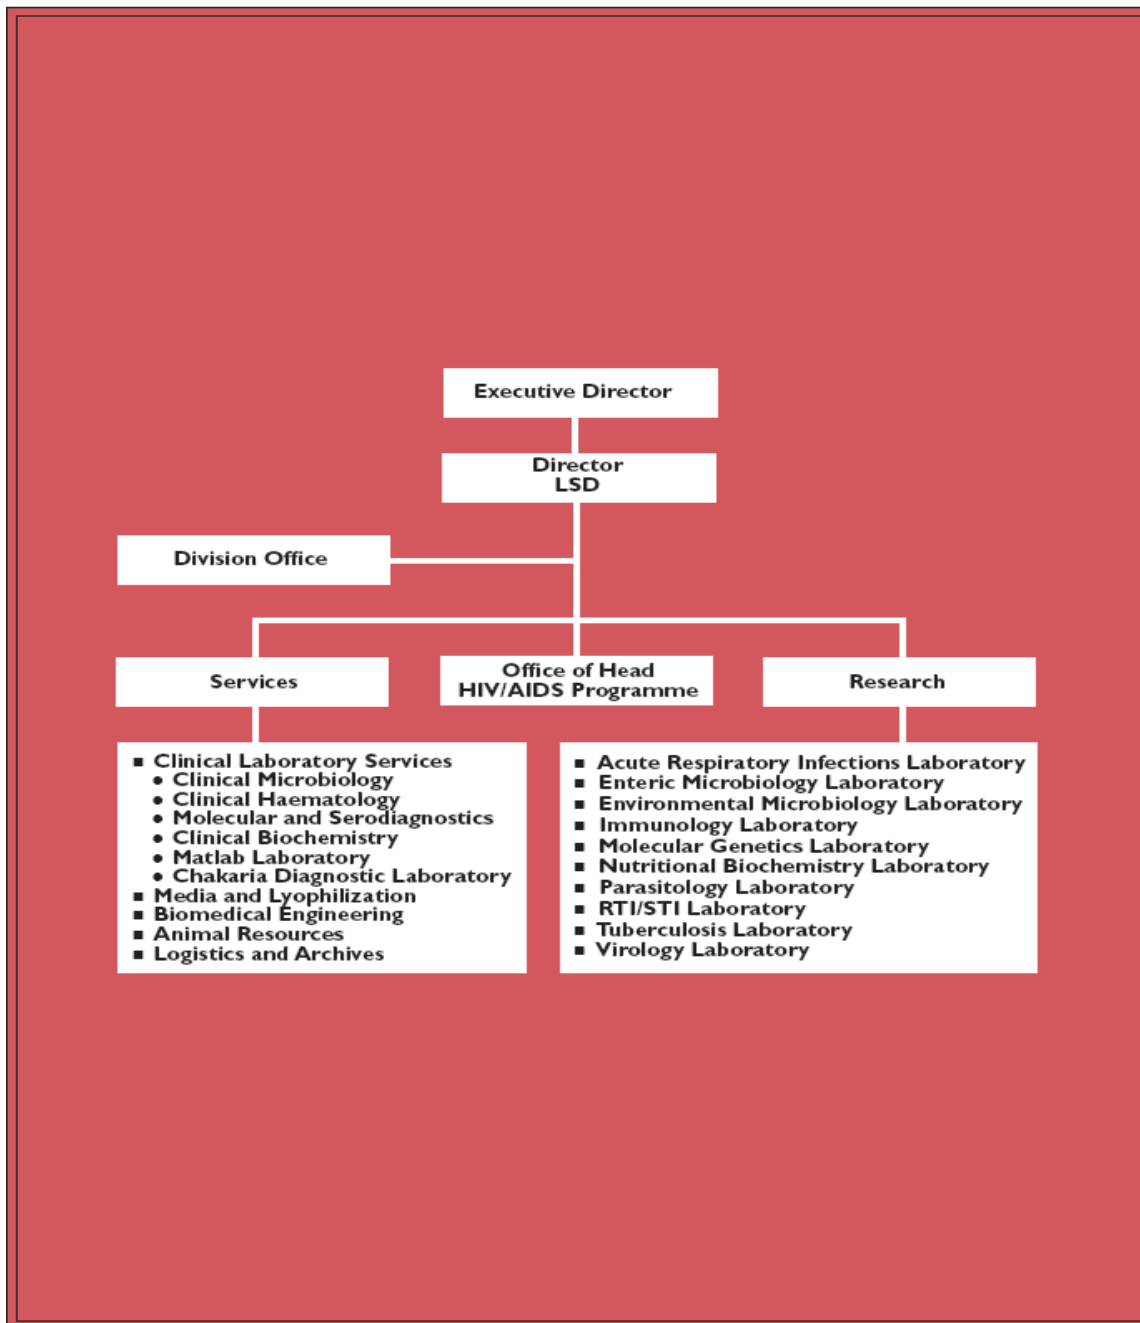 Executive Director
Director
LSD
Division Office
Services
Office of Head
HIV/AIDS Programme
Research
▪ Clinical Laboratory Services
• Clinical Microbiology
• Clinical Haematology
• Molecular and Serodiagnostics
• Clinical Biochemistry
• Matlab Laboratory
• Chakaria Diagnostic Laboratory
▪ Media and Lyophilization
▪ Biomedical Engineering
▪ Animal Resources
▪ Logistics and Archives
▪ Acute Respiratory Infections Laboratory
▪ Enteric Microbiology Laboratory
▪ Environmental Microbiology Laboratory
▪ Immunology Laboratory
▪ Molecular Genetics Laboratory
▪ Nutritional Biochemistry Laboratory
▪ Parasitology Laboratory
▪ RTI/STI Laboratory
▪ Tuberculosis Laboratory
▪ Virology Laboratory